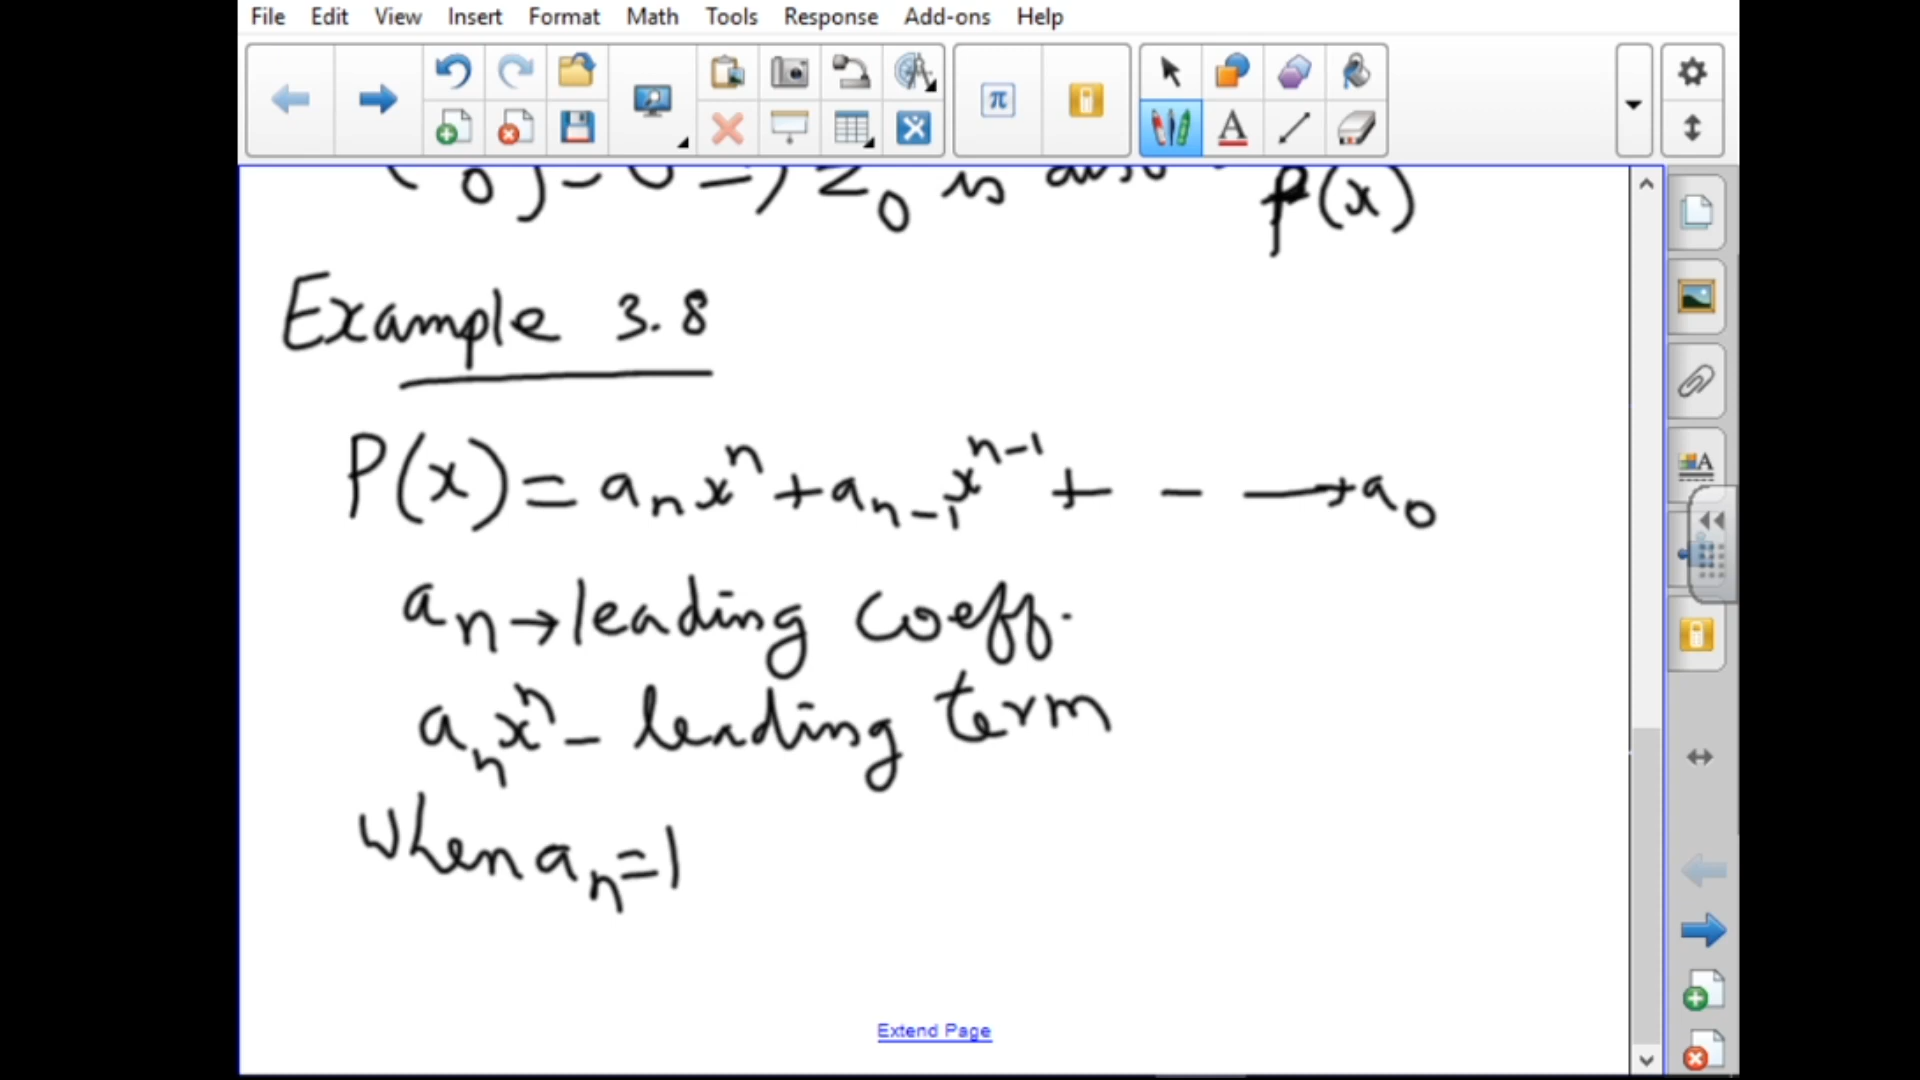 File Edit View Insert Format Math Tools Response Add-ons Help
z₀ is also
P(x)
Example 3.8
P(x) = aₙxⁿ + aₙ₋₁xⁿ⁻¹ + - — + a₀
aₙ → leading coeff.
aₙxⁿ – leading term
When aₙ = 1
Extend Page